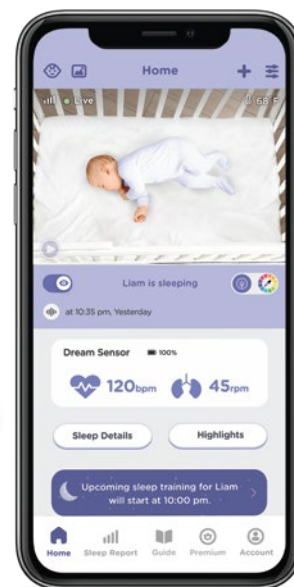 Home
Live
68°F
Liam is sleeping
at 10:35 pm, Yesterday
Dream Sensor 100%
120bpm 45rpm
Sleep Details Highlights
Upcoming sleep training for Liam
will start at 10:00 pm.
Home Sleep Report Guide Premium Account